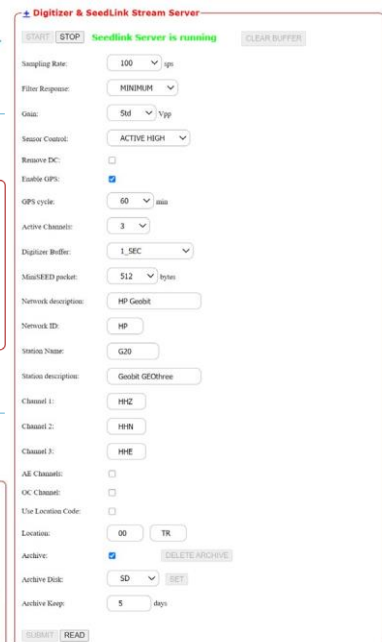 Digitizer & SeedLink Stream Server
START STOP Seedlink Server is running CLEAR BUFFER
Sampling Rate: 100 sps
Filter Response: MINIMUM
Gain: Std Vpp
Sensor Control: ACTIVE HIGH
Remove DC:
Enable GPS:
GPS cycle: 60 min
Active Channels: 3
Digitizer Buffer: 1_SEC
MiniSEED packet: 512 bytes
Network description: HP Geobit
Network ID: HP
Station Name: G20
Station description: Geobit GEOthree
Channel 1: HHZ
Channel 2: HHN
Channel 3: HHE
All Channels:
OC Channel:
Use Location Code:
Location: 00 TR
Archive: DELETE ARCHIVE
Archive Disk: SD SET
Archive Keep: 5 days
SUBMIT READ